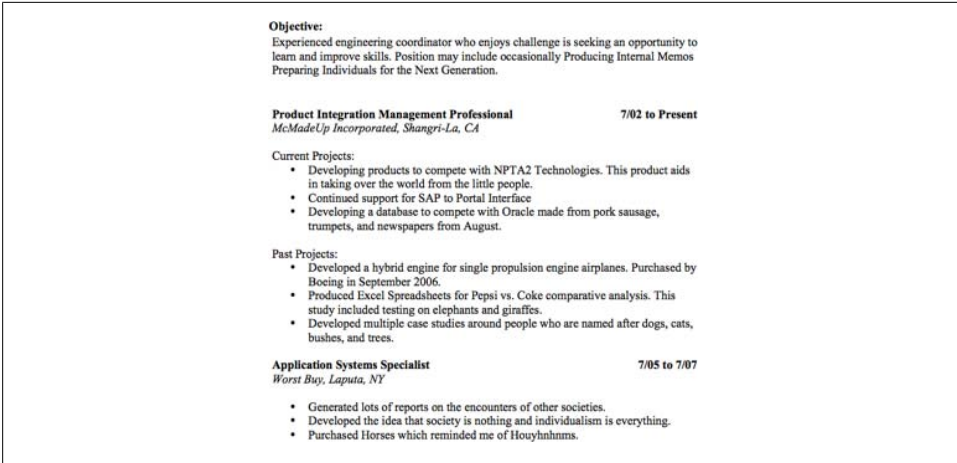 Objective:
Experienced engineering coordinator who enjoys challenge is seeking an opportunity to
learn and improve skills. Position may include occasionally Producing Internal Memos
Preparing Individuals for the Next Generation.
Product Integration Management Professional 7/02 to Present
McMadeUp Incorporated, Shangri-La, CA
Current Projects:
• Developing products to compete with NPTA2 Technologies. This product aids
in taking over the world from the little people.
• Continued support for SAP to Portal Interface
• Developing a database to compete with Oracle made from pork sausage,
trumpets, and newspapers from August.
Past Projects:
• Developed a hybrid engine for single propulsion engine airplanes. Purchased by
Boeing in September 2006.
• Produced Excel Spreadsheets for Pepsi vs. Coke comparative analysis. This
study included testing on elephants and giraffes.
• Developed multiple case studies around people who are named after dogs, cats,
bushes, and trees.
Application Systems Specialist 7/05 to 7/07
Worst Buy, Laputa, NY
• Generated lots of reports on the encounters of other societies.
• Developed the idea that society is nothing and individualism is everything.
• Purchased Horses which reminded me of Houyhnhnms.